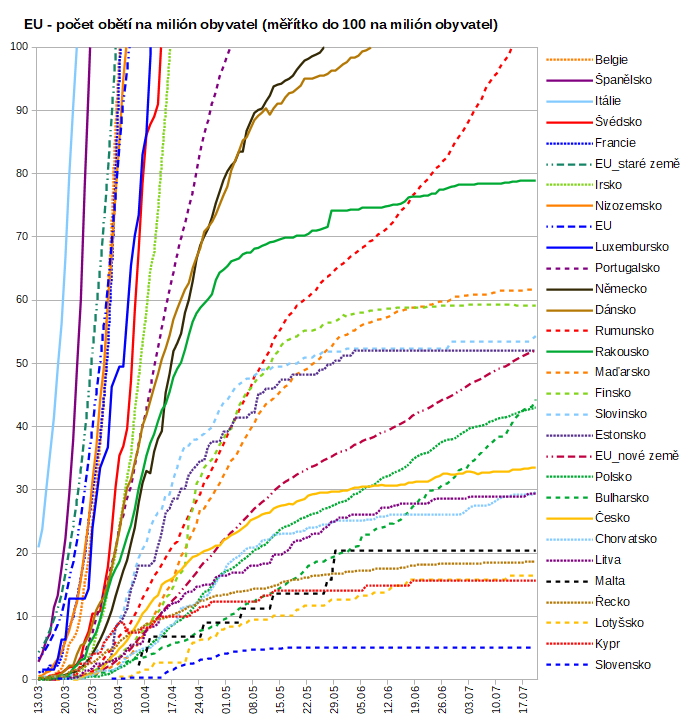 EU - počet obětí na milión obyvatel (měřítko do 100 na milión obyvatel)
100
90
80
70
60
50
40
30
20
10
0
13.03
20.03
27.03
03.04
10.04
17.04
24.04
01.05
08.05
15.05
22.05
29.05
05.06
12.06
19.06
26.06
03.07
10.07
17.07
Belgie
Španělsko
Itálie
Švédsko
Francie
EU_staré země
Irsko
Nizozemsko
EU
Luxembursko
Portugalsko
Německo
Dánsko
Rumunsko
Rakousko
Maďarsko
Finsko
Slovinsko
Estonsko
EU_nové země
Polsko
Bulharsko
Česko
Chorvatsko
Litva
Malta
Řecko
Lotyšsko
Kypr
Slovensko